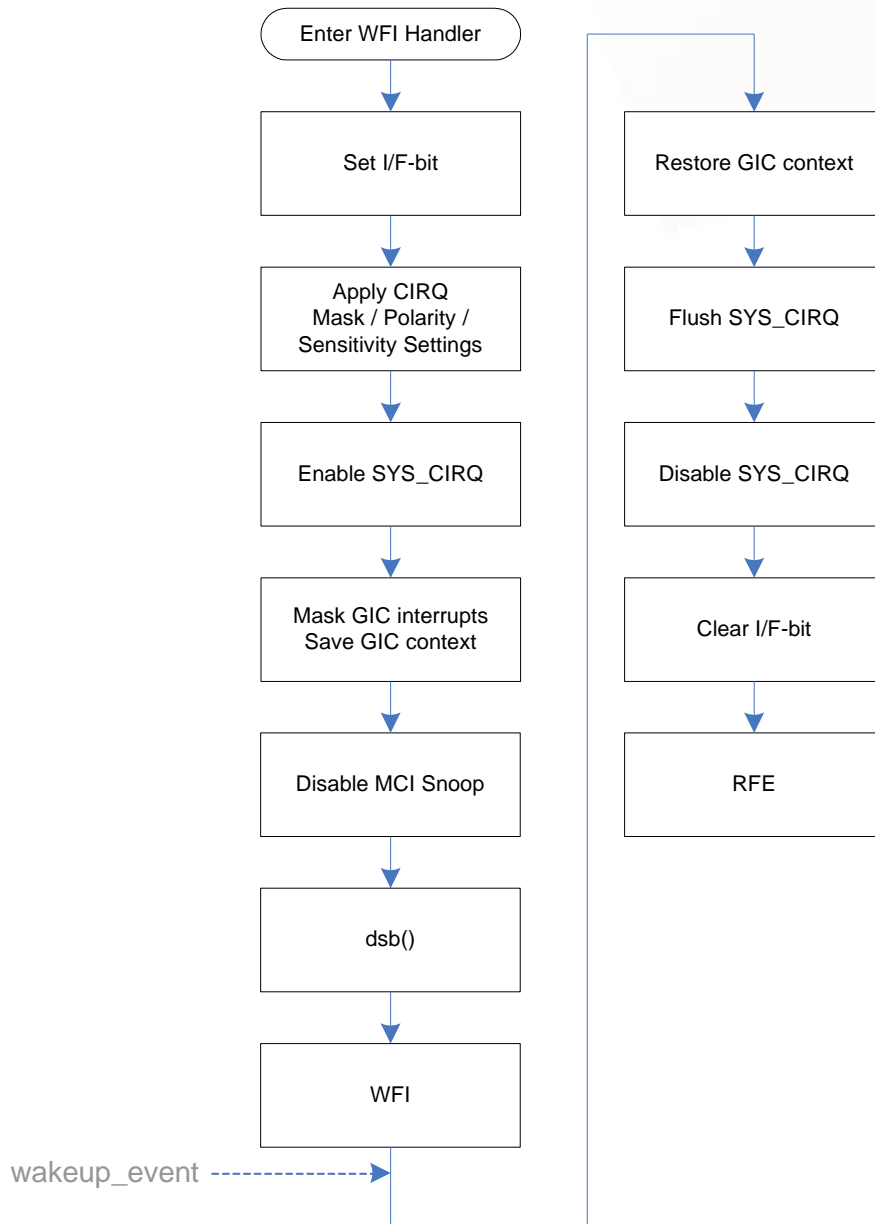 Enter WFI Handler
Set I/F-bit
Apply CIRQ
Mask / Polarity /
Sensitivity Settings
Enable SYS_CIRQ
Mask GIC interrupts
Save GIC context
Disable MCI Snoop
dsb()
WFI
wakeup_event
Restore GIC context
Flush SYS_CIRQ
Disable SYS_CIRQ
Clear I/F-bit
RFE